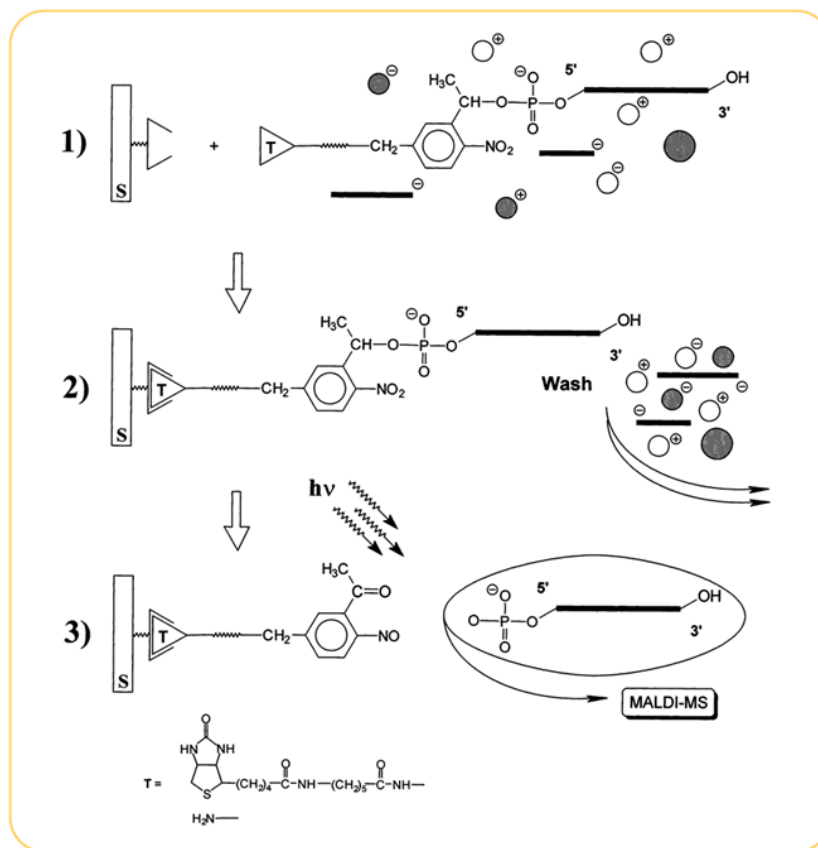 1)
S
+
T
CH₂
H₃C
CH—O—P—O
⊖O
O
NO₂
5'
OH
3'
2)
S
T
CH₂
H₃C
CH—O—P—O
⊖O
O
NO₂
5'
OH
3'
Wash
hν
3)
S
T
CH₂
H₃C
C=O
NO
⊖O
O=P—O
O
5'
OH
3'
MALDI-MS
T =
O
HN NH
S
(CH₂)₄—C—NH—(CH₂)₅—C—NH—
O O
H₂N—